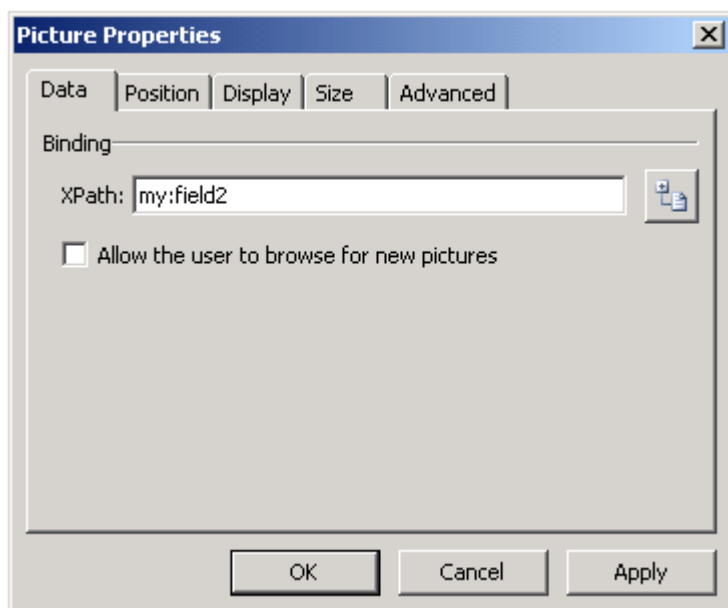 Picture Properties
Data Position Display Size Advanced
Binding
XPath: my:field2
Allow the user to browse for new pictures
OK Cancel Apply